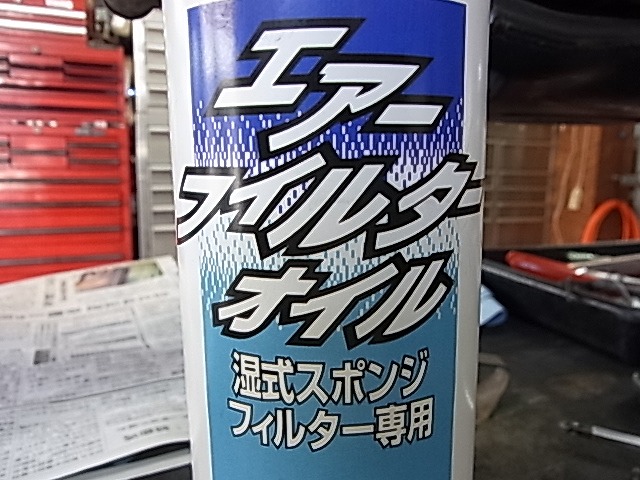 エアー
フィルター
オイル
湿式スポンジ
フィルター専用